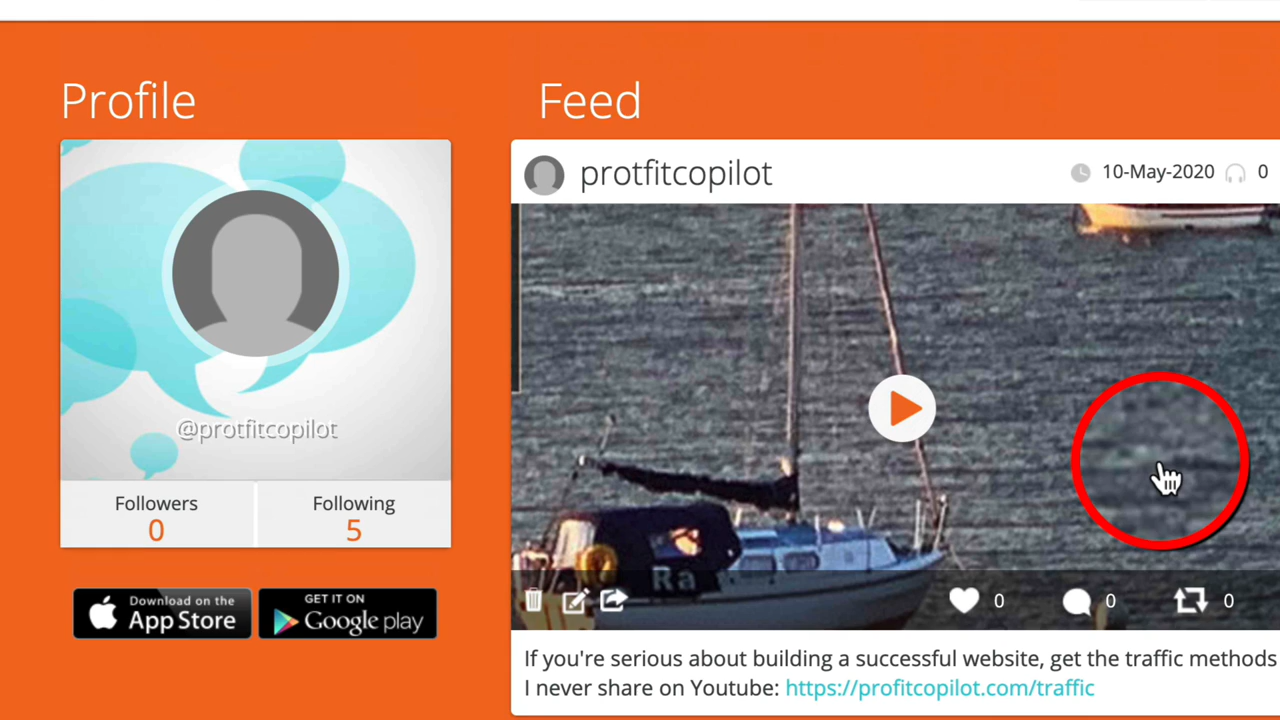 Profile
Feed
protfitcopilot
10-May-2020
0
@protfitcopilot
Followers
0
Following
5
Download on the
App Store
GET IT ON
Google play
Ra
0
0
0
If you're serious about building a successful website, get the traffic methods
I never share on Youtube: https://profitcopilot.com/traffic